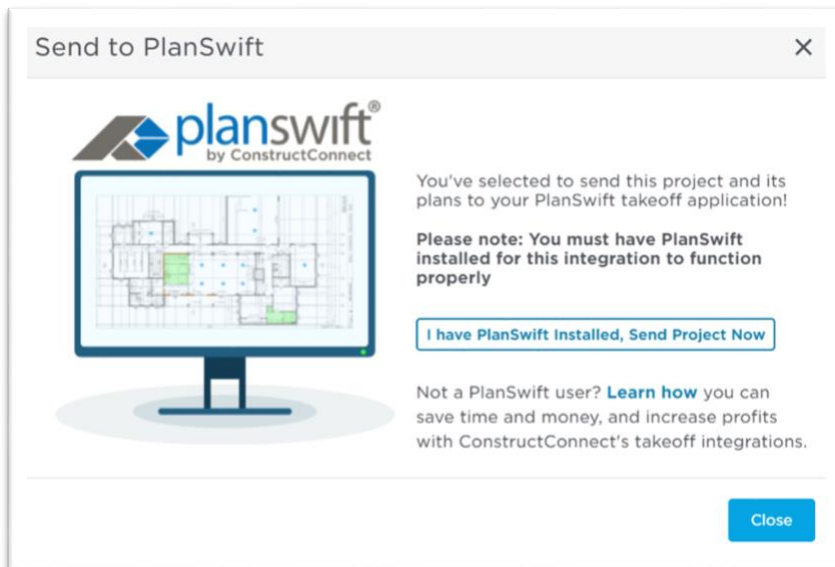 Send to PlanSwift
planswift®
by ConstructConnect
You've selected to send this project and its
plans to your PlanSwift takeoff application!
Please note: You must have PlanSwift
installed for this integration to function
properly
I have PlanSwift Installed, Send Project Now
Not a PlanSwift user? Learn how you can
save time and money, and increase profits
with ConstructConnect's takeoff integrations.
Close